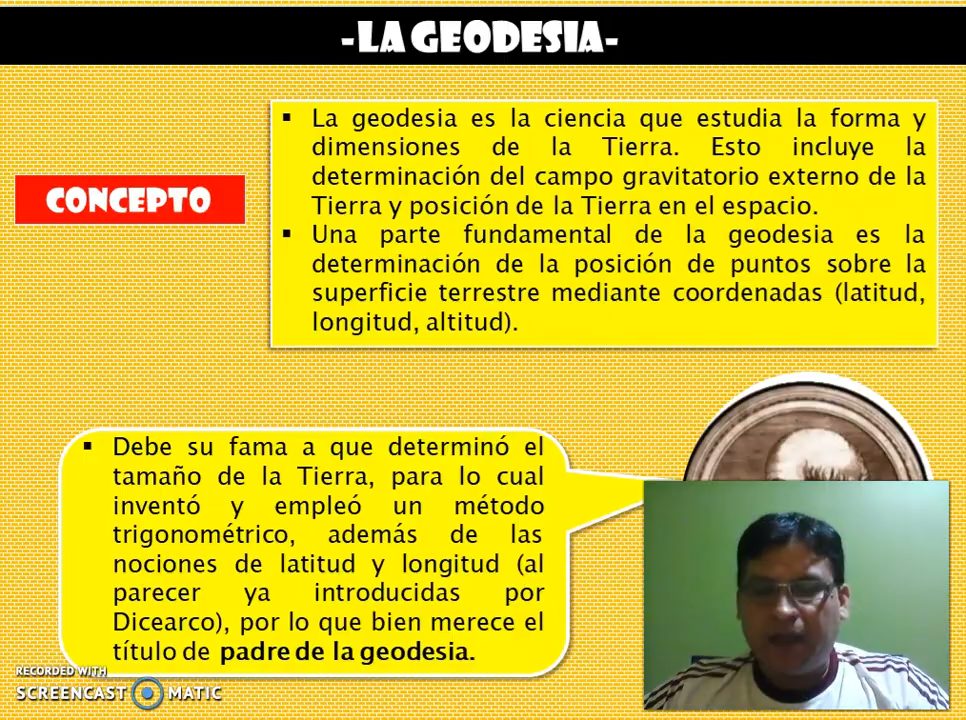 -LA GEODESIA-
CONCEPTO
▪ La geodesia es la ciencia que estudia la forma y
dimensiones de la Tierra. Esto incluye la
determinación del campo gravitatorio externo de la
Tierra y posición de la Tierra en el espacio.
▪ Una parte fundamental de la geodesia es la
determinación de la posición de puntos sobre la
superficie terrestre mediante coordenadas (latitud,
longitud, altitud).
▪ Debe su fama a que determinó el
tamaño de la Tierra, para lo cual
inventó y empleó un método
trigonométrico, además de las
nociones de latitud y longitud (al
parecer ya introducidas por
Dicearco), por lo que bien merece el
título de padre de la geodesia.
RECORDED WITH
SCREENCAST MATIC